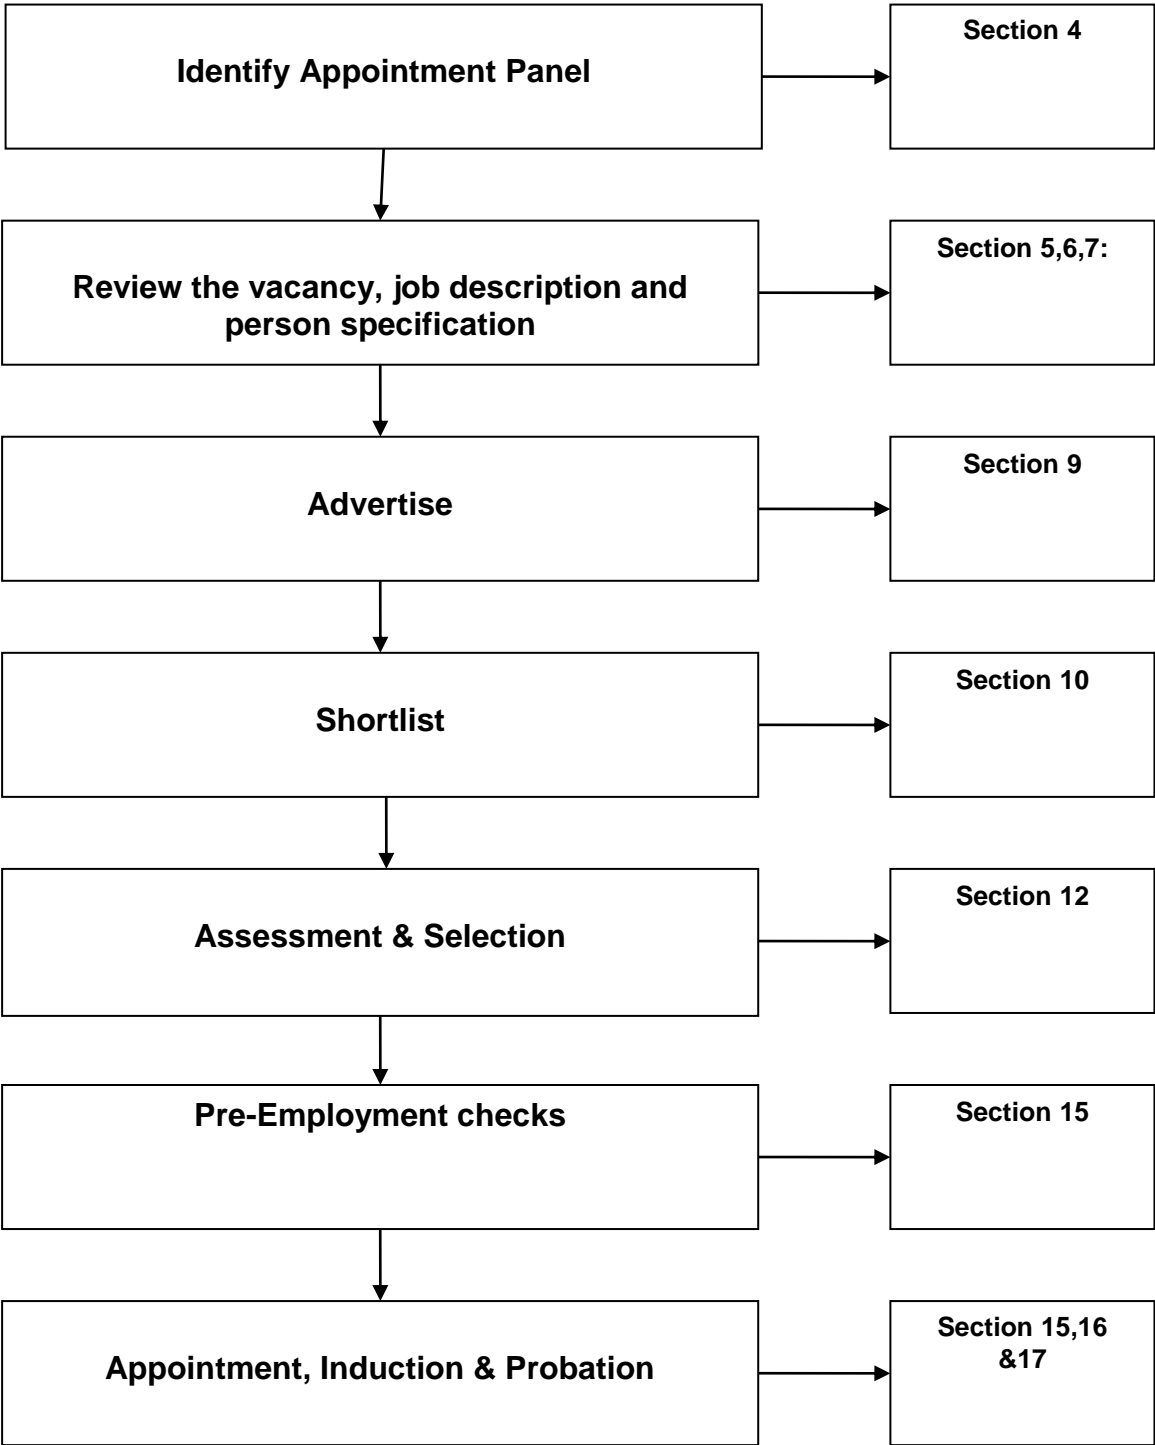 Identify Appointment Panel
Section 4
Review the vacancy, job description and
person specification
Section 5,6,7:
Advertise
Section 9
Shortlist
Section 10
Assessment & Selection
Section 12
Pre-Employment checks
Section 15
Appointment, Induction & Probation
Section 15,16
&17